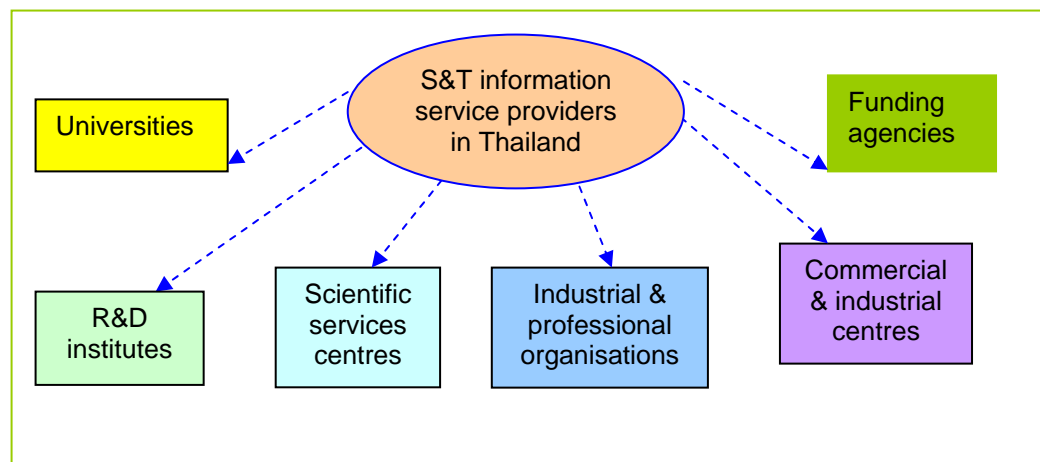 S&T information
service providers
in Thailand
Universities
Funding
agencies
R&D
institutes
Scientific
services
centres
Industrial &
professional
organisations
Commercial
& industrial
centres